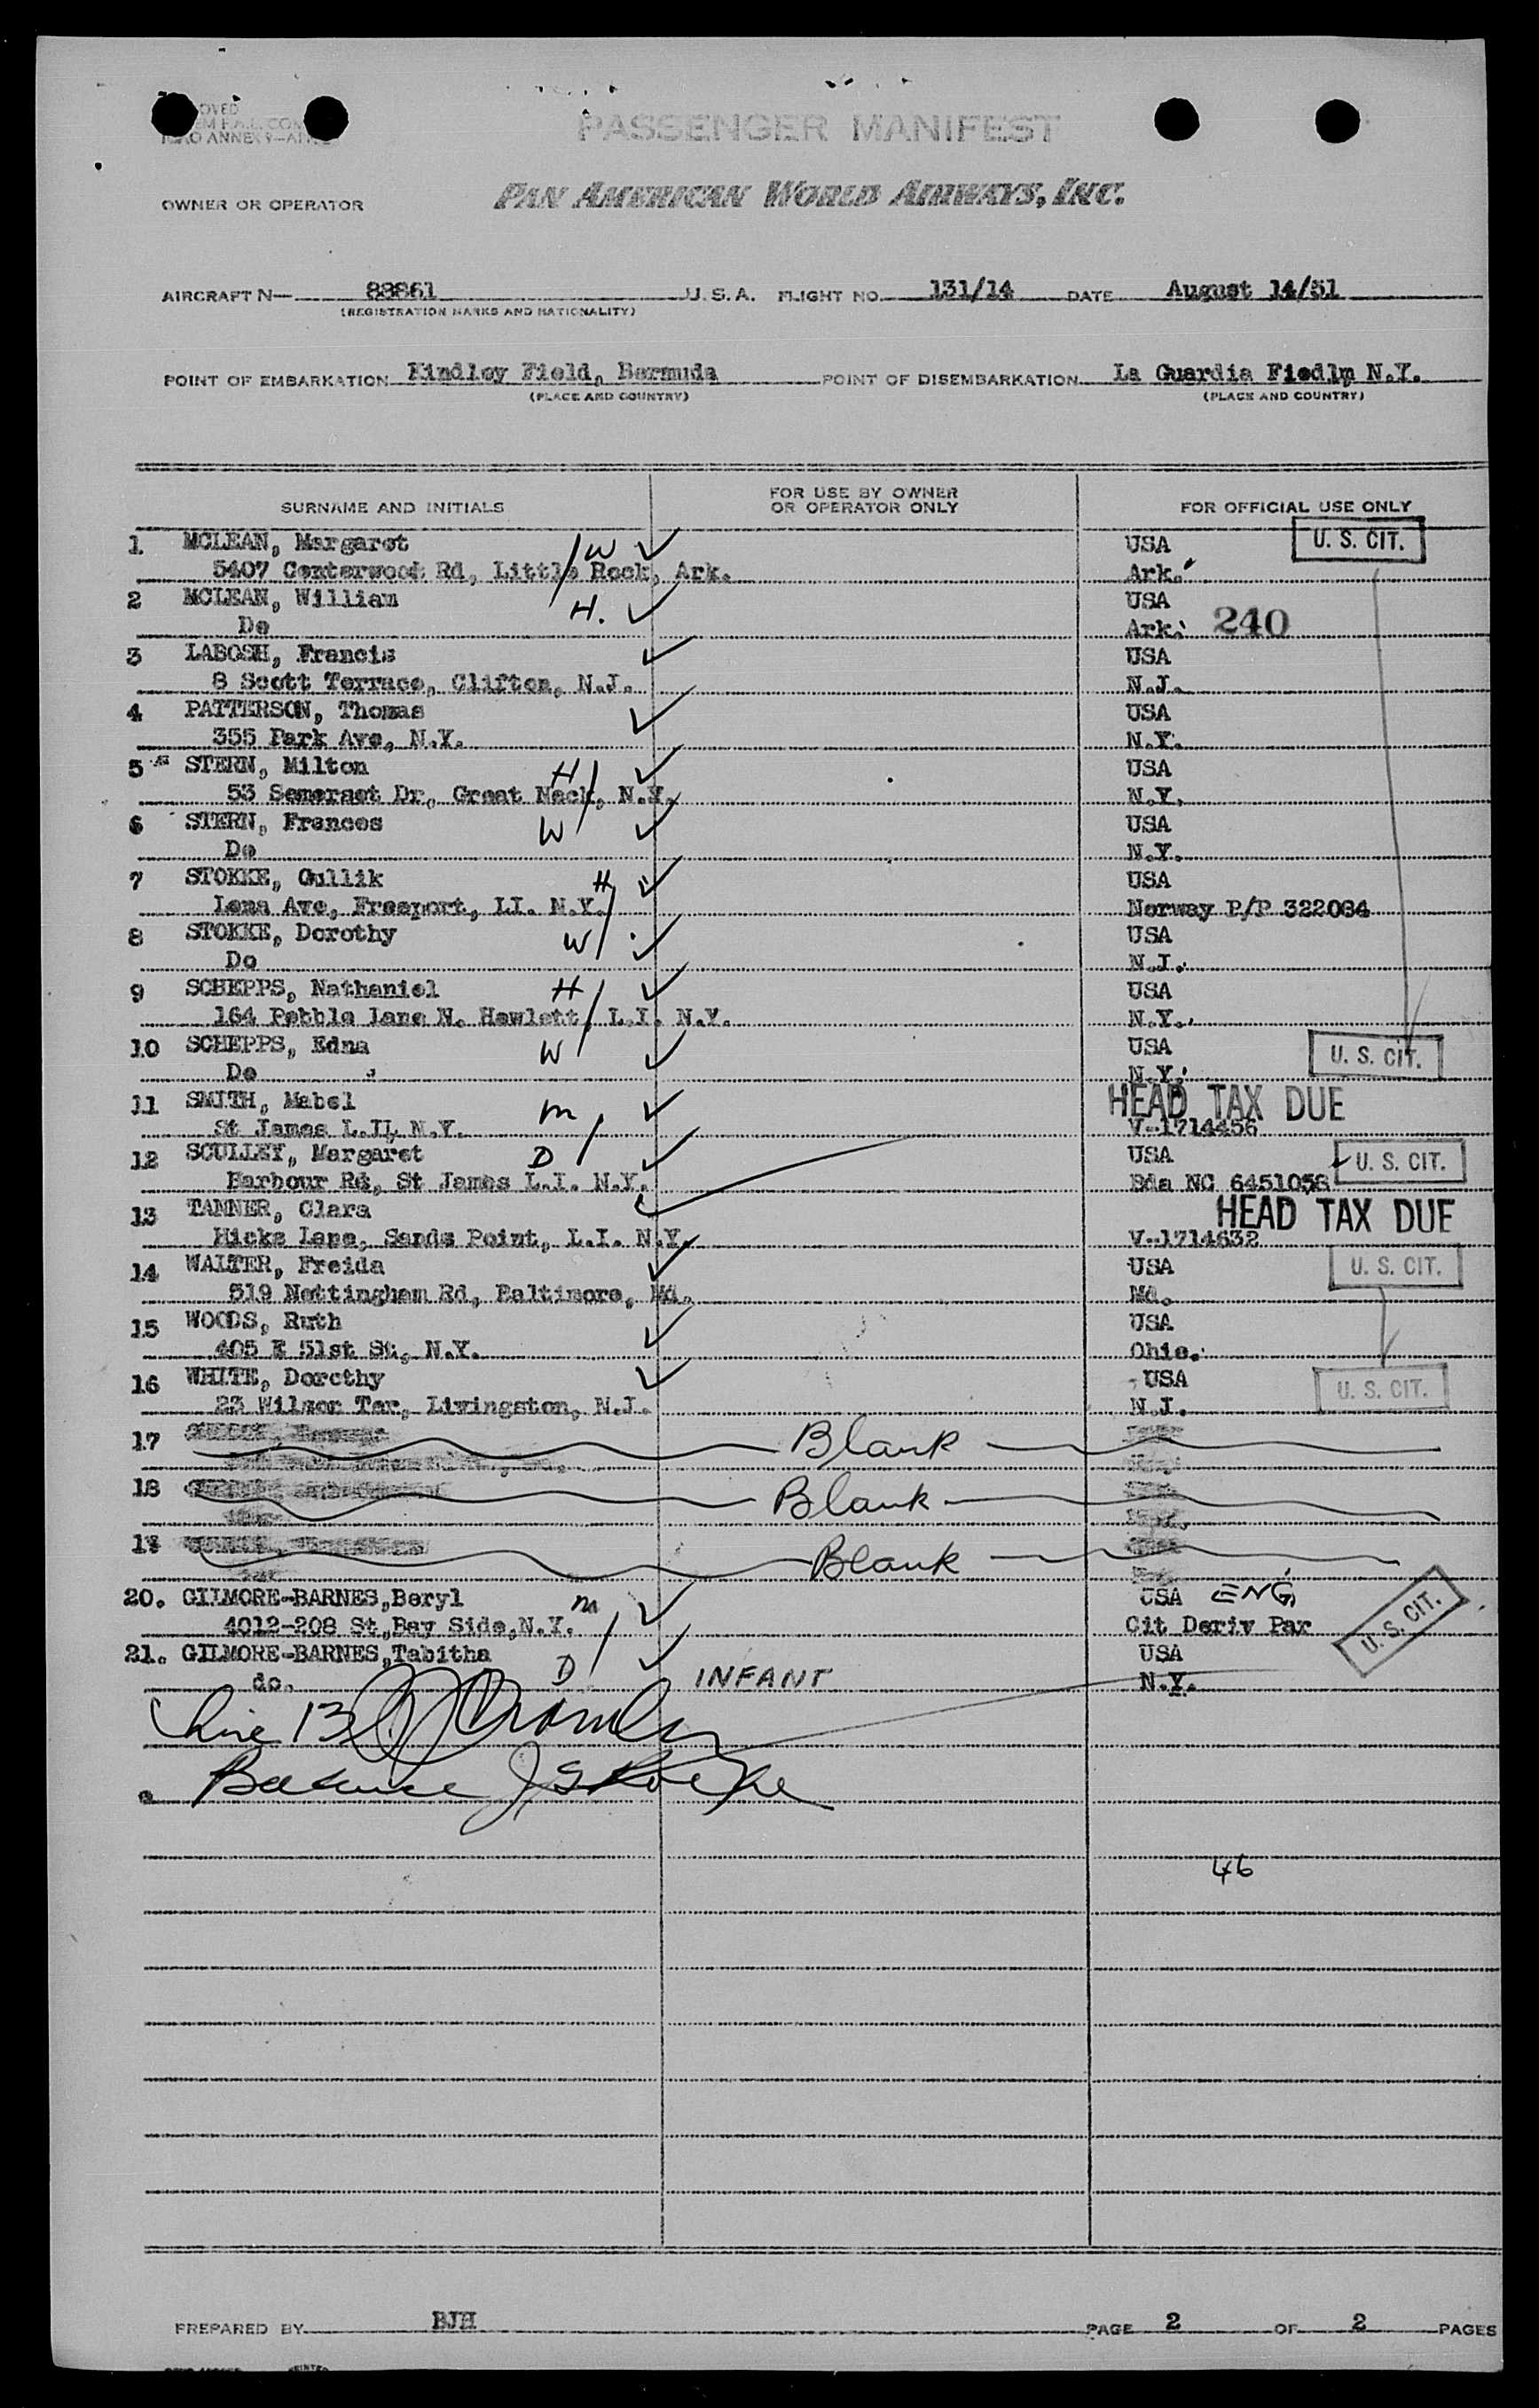 PASSENGER MANIFEST
OWNER OR OPERATOR PAN AMERICAN WORLD AIRWAYS, INC.
AIRCRAFT N— 88861 U.S.A. FLIGHT NO. 131/14 DATE August 14/51
(REGISTRATION MARKS AND NATIONALITY)
POINT OF EMBARKATION Kindley Field, Bermuda POINT OF DISEMBARKATION La Guardia Fiedlm N.Y.
(PLACE AND COUNTRY) (PLACE AND COUNTRY)
SURNAME AND INITIALS FOR USE BY OWNER OR OPERATOR ONLY FOR OFFICIAL USE ONLY
1 MCLEAN, Margaret W USA U. S. CIT.
5407 Centerwood Rd, Little Rock, Ark. Ark.
2 MCLEAN, William H. USA
Do Ark. 240
3 LABOSH, Francis USA
8 Scott Terrace, Clifton, N.J. N.J.
4 PATTERSON, Thomas USA
355 Park Ave, N.Y. N.Y.
5 STERN, Milton H USA
53 Somerset Dr, Great Neck, N.Y. N.Y.
6 STERN, Frances W USA
Do N.Y.
7 STOKKE, Gullik H USA
Lena Ave, Freeport, LI. N.Y. Norway P/P 322084
8 STOKKE, Dorothy W USA
Do N.J.
9 SCHEPPS, Nathaniel H USA
164 Pebble lane N. Hewlett, L.I. N.Y. N.Y.
10 SCHEPPS, Edna W USA U. S. CIT.
Do N.Y.
11 SMITH, Mabel m HEAD TAX DUE
St James L.I, N.Y. V-1714456
12 SCULLEY, Margaret D USA U. S. CIT.
Harbour Rd, St James L.I. N.Y. Bda NC 6451058
13 TANNER, Clara HEAD TAX DUE
Hicks Lane, Sands Point, L.I. N.Y. V-1714632
14 WALTER, Freida USA U. S. CIT.
519 Nottingham Rd, Baltimore, Md. Md.
15 WOODS, Ruth USA
405 E 51st St, N.Y. Ohio.
16 WHITE, Dorothy USA U. S. CIT.
23 Wilson Ter, Livingston, N.J. N.J.
17 Blank
18 Blank
19 Blank
20. GILMORE-BARNES,Beryl m USA ENG
4012-208 St,Bay Side,N.Y. Cit Deriv Par U. S. CIT.
21. GILMORE-BARNES,Tabitha D USA
do. INFANT N.Y.
Line 13
Balance
46
PREPARED BY BJH PAGE 2 OF 2 PAGES